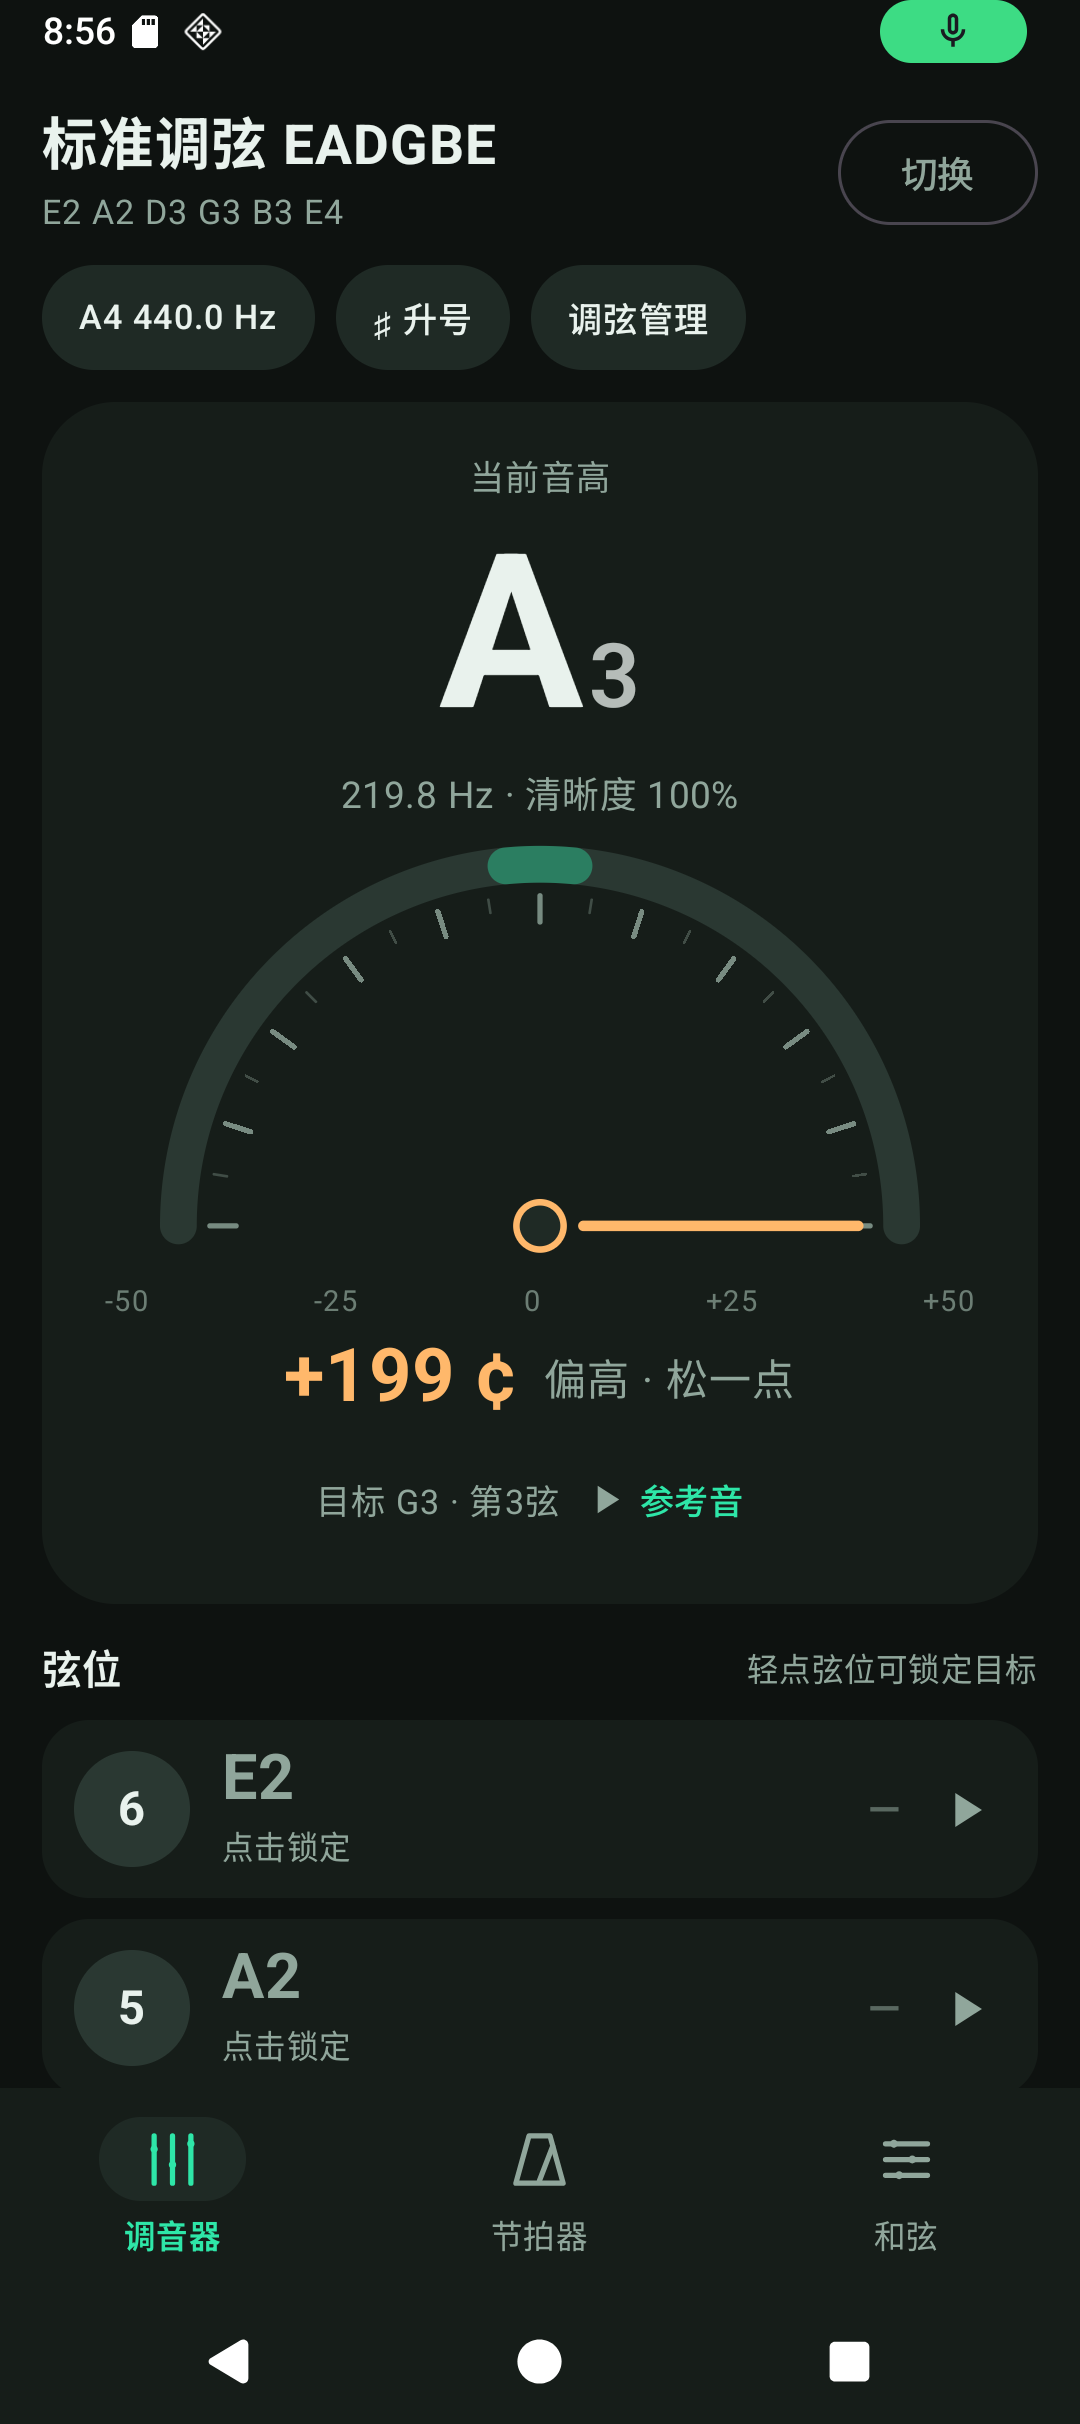 8:56
标准调弦 EADGBE
E2 A2 D3 G3 B3 E4
切换
A4 440.0 Hz
♯ 升号
调弦管理
当前音高
A3
219.8 Hz · 清晰度 100%
-50 -25 0 +25 +50
+199 ¢ 偏高 · 松一点
目标 G3 · 第3弦 ▶ 参考音
弦位
轻点弦位可锁定目标
6
E2
点击锁定
—
5
A2
点击锁定
—
调音器
节拍器
和弦